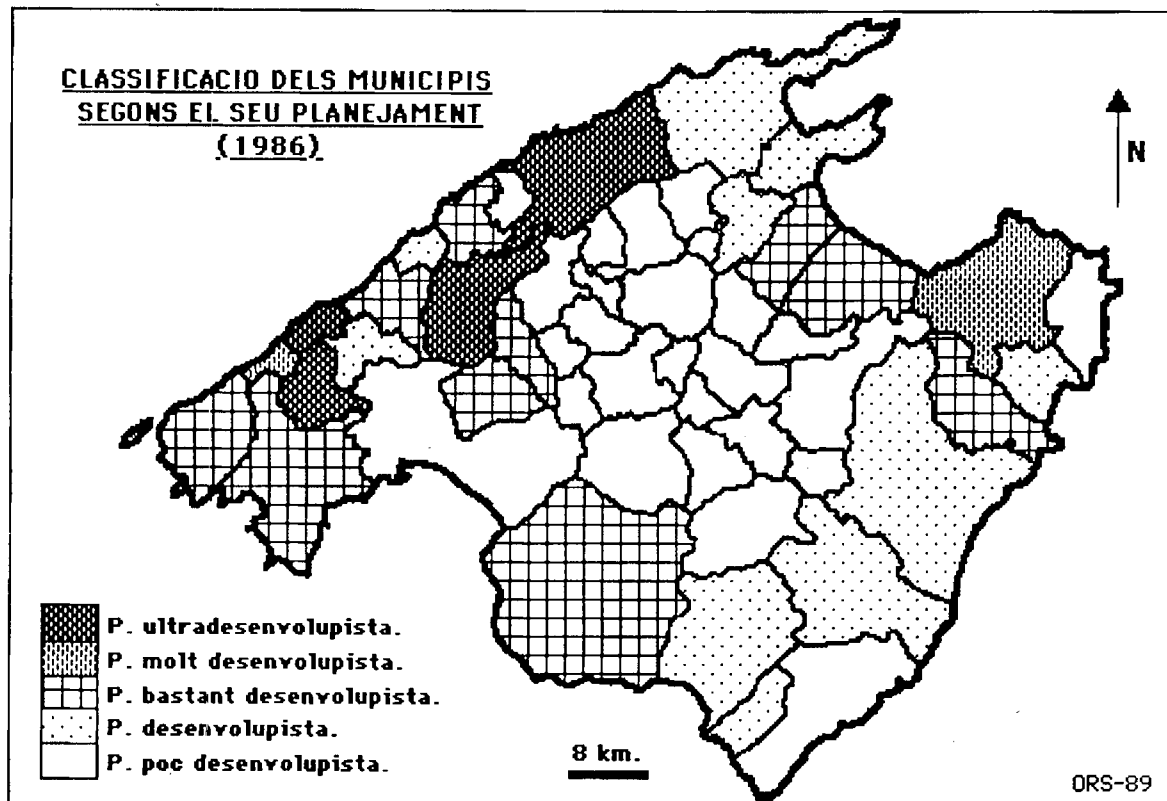 CLASSIFICACIO DELS MUNICIPIS
SEGONS EL SEU PLANEJAMENT
(1986)
N
P. ultradesenvolupista.
P. molt desenvolupista.
P. bastant desenvolupista.
P. desenvolupista.
P. poc desenvolupista.
8 km.
ORS-89